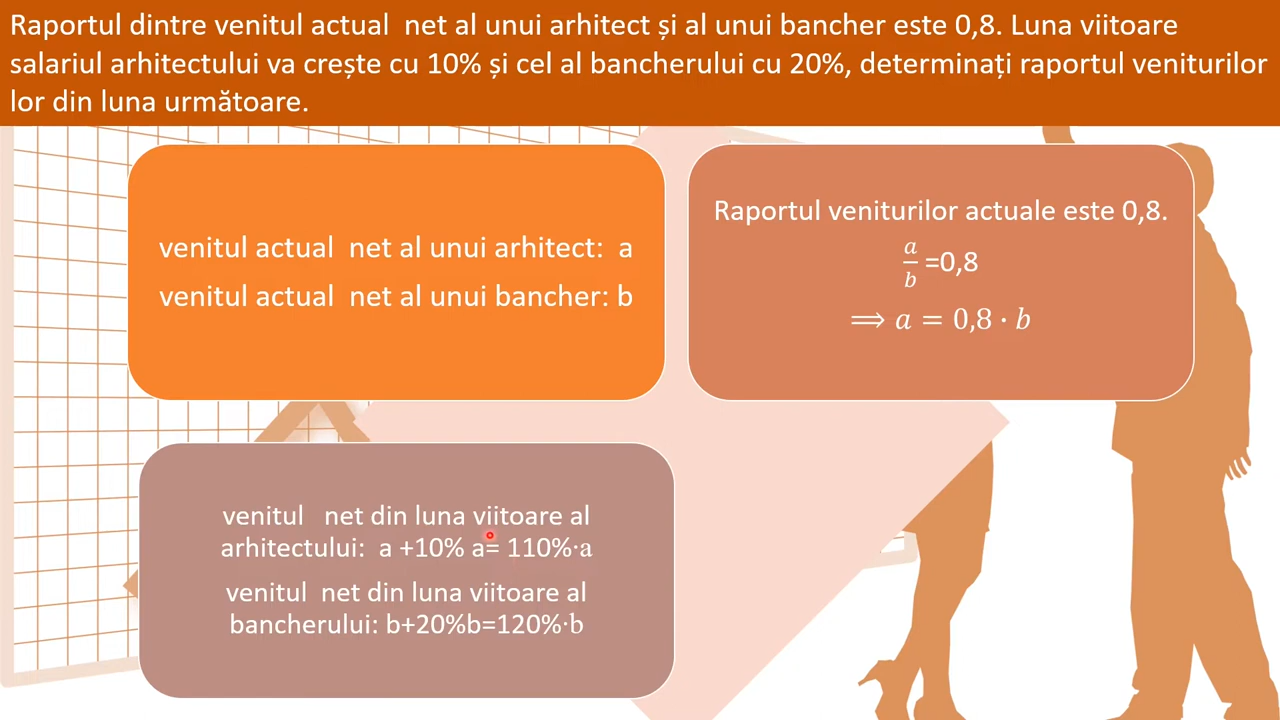 Raportul dintre venitul actual  net al unui arhitect și al unui bancher este 0,8. Luna viitoare
salariul arhitectului va crește cu 10% și cel al bancherului cu 20%, determinați raportul veniturilor
lor din luna următoare.
venitul actual  net al unui arhitect:  a
venitul actual  net al unui bancher: b
Raportul veniturilor actuale este 0,8.
a/b =0,8
⟹ a = 0,8 · b
venitul   net din luna viitoare al
arhitectului:  a +10% a= 110%·a
venitul  net din luna viitoare al
bancherului: b+20%b=120%·b